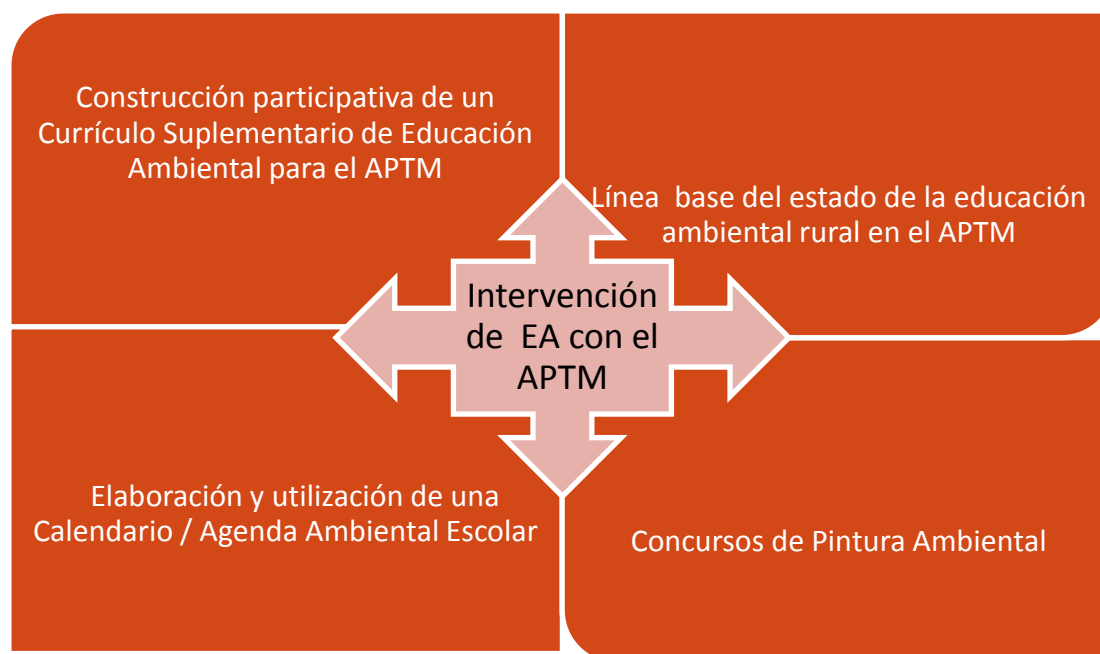 Construcción participativa de un
Currículo Suplementario de Educación
Ambiental para el APTM
Línea base del estado de la educación
ambiental rural en el APTM
Intervención
de EA con el
APTM
Elaboración y utilización de una
Calendario / Agenda Ambiental Escolar
Concursos de Pintura Ambiental